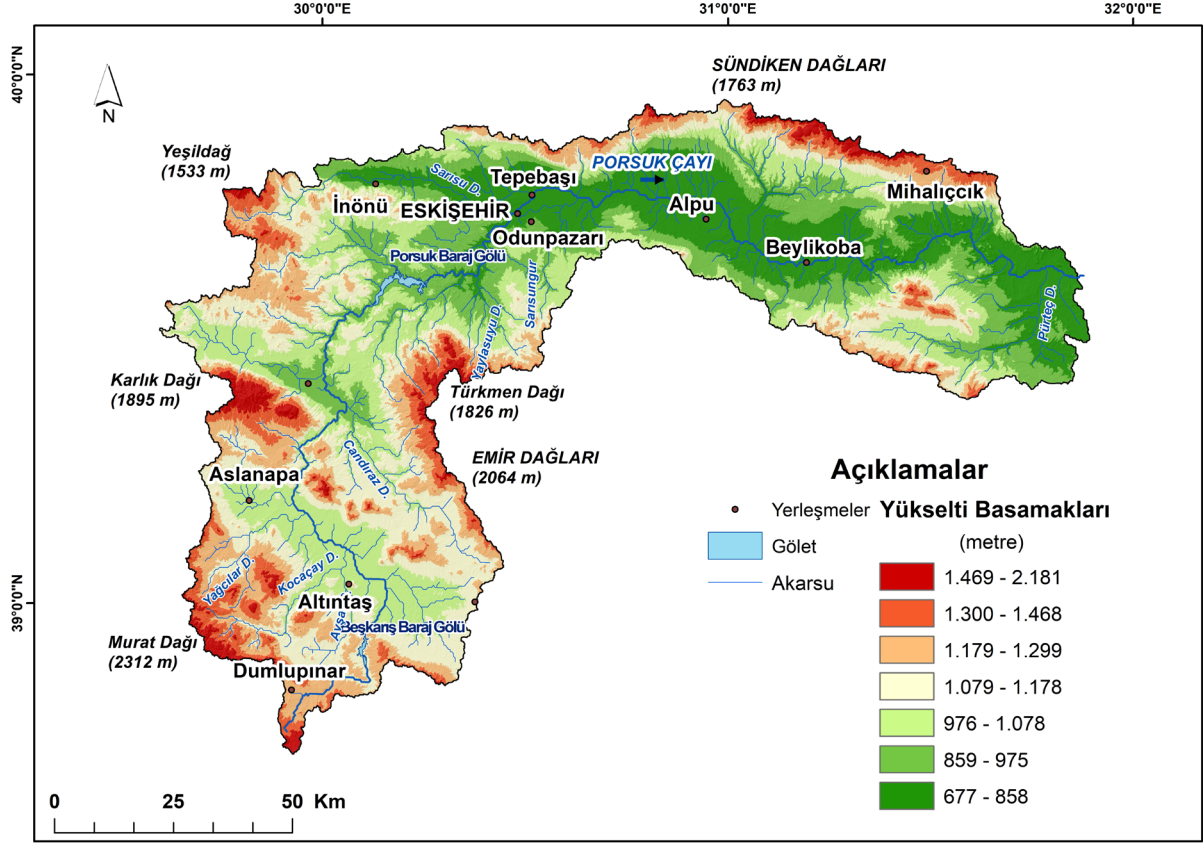 30°0'0"E
31°0'0"E
32°0'0"E
40°0'0"N
39°0'0"N
N
SÜNDİKEN DAĞLARI
(1763 m)
Yeşildağ
(1533 m)
PORSUK ÇAYI
Sarısu D.
Tepebaşı
Mihalıçcık
İnönü
ESKİŞEHİR
Alpu
Odunpazarı
Beylikoba
Porsuk Baraj Gölü
Sarısungur
Pürteç D.
Yaylasuyu D.
Karlık Dağı
(1895 m)
Türkmen Dağı
(1826 m)
EMİR DAĞLARI
(2064 m)
Candıraz D.
Aslanapa
Yağcılar D.
Kocaçay D.
Altıntaş
Beşkarış Baraj Gölü
Murat Dağı
(2312 m)
Dumlupınar
Açıklamalar
Yerleşmeler
Gölet
Akarsu
Yükselti Basamakları
(metre)
1.469 - 2.181
1.300 - 1.468
1.179 - 1.299
1.079 - 1.178
976 - 1.078
859 - 975
677 - 858
0 25 50 Km